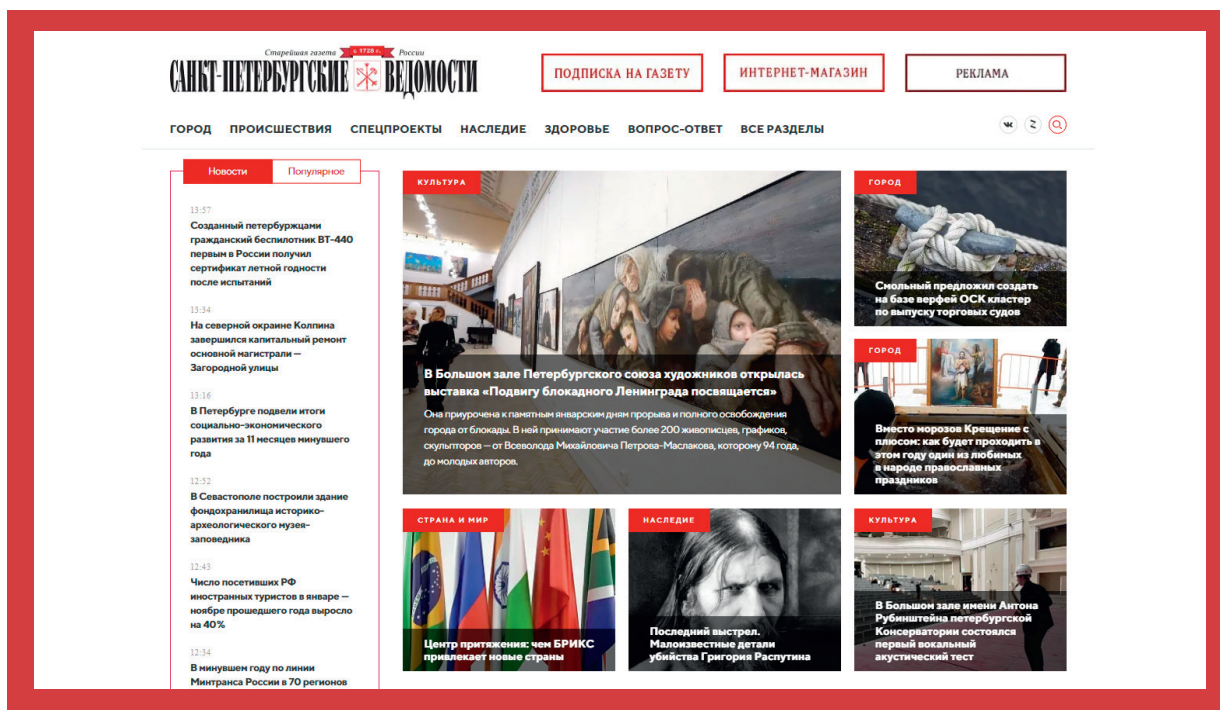 Старейшая газета с 1728 г. России
САНКТ-ПЕТЕРБУРГСКИЕ ВЕДОМОСТИ
ПОДПИСКА НА ГАЗЕТУ
ИНТЕРНЕТ-МАГАЗИН
РЕКЛАМА
ГОРОД ПРОИСШЕСТВИЯ СПЕЦПРОЕКТЫ НАСЛЕДИЕ ЗДОРОВЬЕ ВОПРОС-ОТВЕТ ВСЕ РАЗДЕЛЫ
Новости Популярное
13:57
Созданный петербуржцами
гражданский беспилотник ВТ-440
первым в России получил
сертификат летной годности
после испытаний
13:34
На северной окраине Колпина
завершился капитальный ремонт
основной магистрали —
Загородной улицы
13:16
В Петербурге подвели итоги
социально-экономического
развития за 11 месяцев минувшего
года
12:52
В Севастополе построили здание
фондохранилища историко-
археологического музея-
заповедника
12:43
Число посетивших РФ
иностранных туристов в январе —
ноябре прошедшего года выросло
на 40%
12:34
В минувшем году по линии
Минтранса России в 70 регионов
КУЛЬТУРА
В Большом зале Петербургского союза художников открылась
выставка «Подвигу блокадного Ленинграда посвящается»
Она приурочена к памятным январским дням прорыва и полного освобождения
города от блокады. В ней принимают участие более 200 живописцев, графиков,
скульпторов — от Всеволода Михайловича Петрова-Маслакова, которому 94 года,
до молодых авторов.
ГОРОД
Смольный предложил создать
на базе верфей ОСК кластер
по выпуску торговых судов
ГОРОД
Вместо морозов Крещение с
плюсом: как будет проходить в
этом году один из любимых
в народе православных
праздников
СТРАНА И МИР
Центр притяжения: чем БРИКС
привлекает новые страны
НАСЛЕДИЕ
Последний выстрел.
Малоизвестные детали
убийства Григория Распутина
КУЛЬТУРА
В Большом зале имени Антона
Рубинштейна петербургской
Консерватории состоялся
первый вокальный
акустический тест